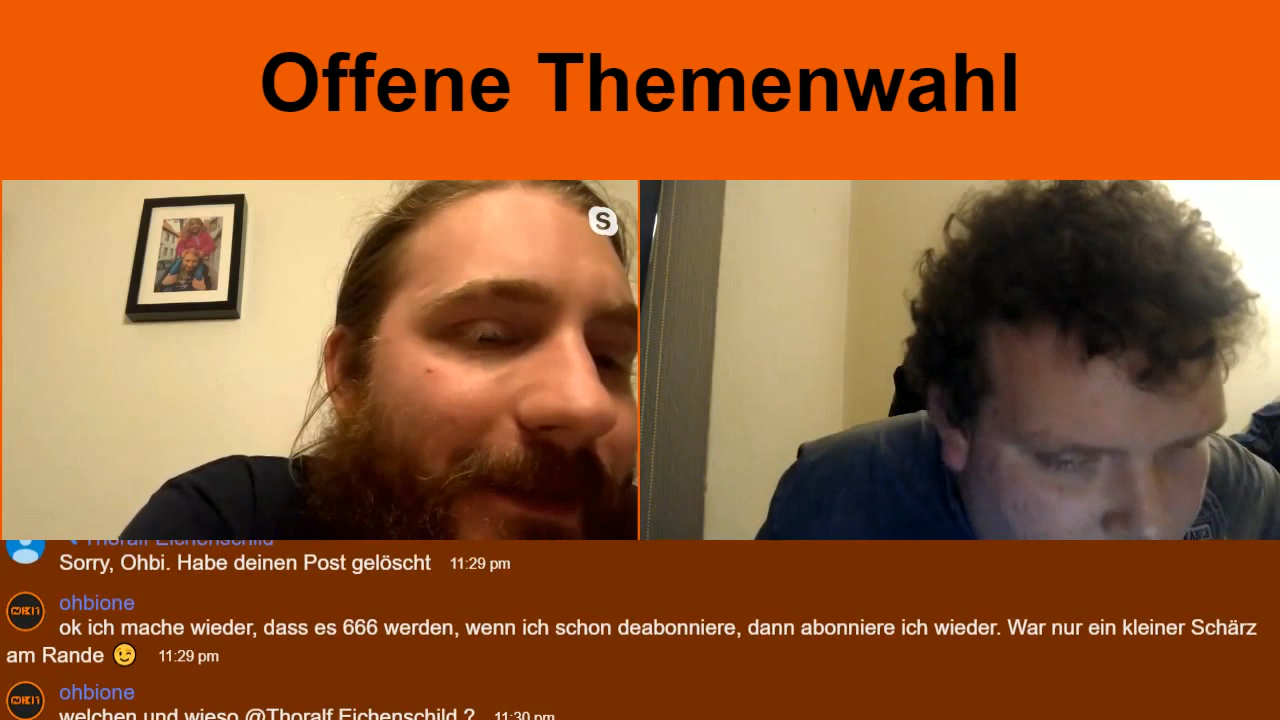 Offene Themenwahl
S
Thoralf Eichenschild
Sorry, Ohbi. Habe deinen Post gelöscht 11:29 pm
ohbione
ok ich mache wieder, dass es 666 werden, wenn ich schon deabonniere, dann abonniere ich wieder. War nur ein kleiner Schärz
am Rande 😉 11:29 pm
ohbione
welchen und wieso @Thoralf Eichenschild ? 11:30 pm